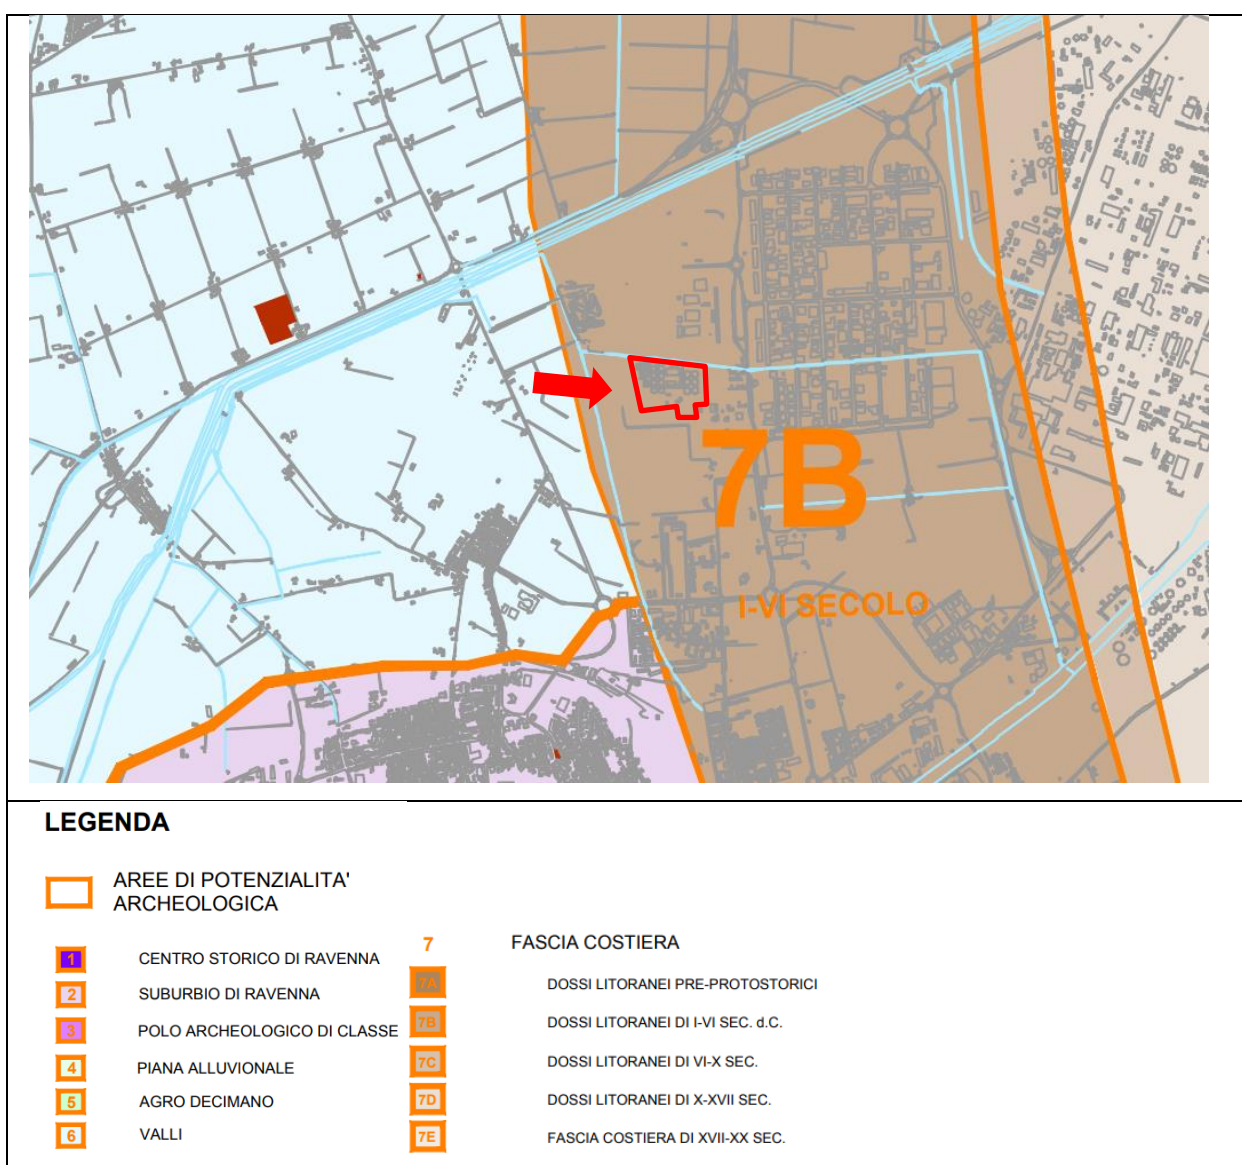 7B
I-VI SECOLO
LEGENDA
AREE DI POTENZIALITA'
ARCHEOLOGICA
1 CENTRO STORICO DI RAVENNA
2 SUBURBIO DI RAVENNA
3 POLO ARCHEOLOGICO DI CLASSE
4 PIANA ALLUVIONALE
5 AGRO DECIMANO
6 VALLI
7 FASCIA COSTIERA
7A DOSSI LITORANEI PRE-PROTOSTORICI
7B DOSSI LITORANEI DI I-VI SEC. d.C.
7C DOSSI LITORANEI DI VI-X SEC.
7D DOSSI LITORANEI DI X-XVII SEC.
7E FASCIA COSTIERA DI XVII-XX SEC.